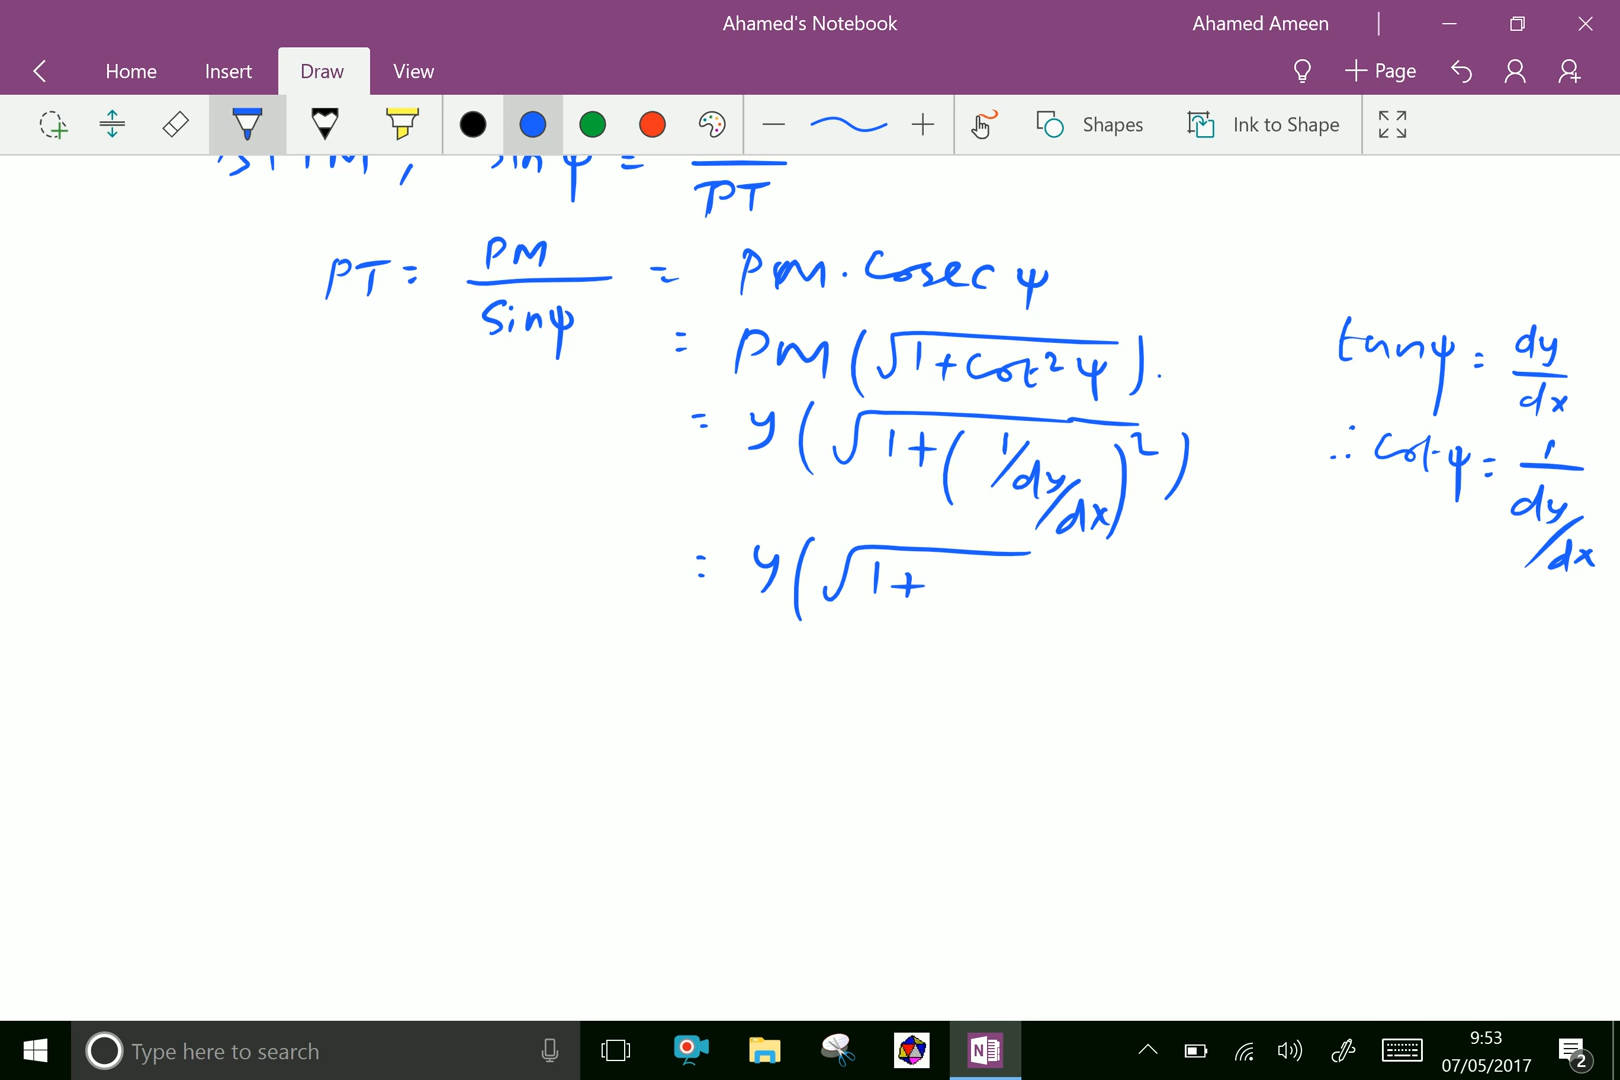 Ahamed's Notebook Ahamed Ameen
Home Insert Draw View Page
Shapes Ink to Shape
sin ψ =
PT
PT = PM / Sinψ = PM . Cosec ψ
= PM (√1+Cot²ψ).
= y (√1+(1/dy/dx)²)
= y (√1+
tanψ = dy/dx
∴ Cotψ = 1/dy/dx
Type here to search
9:53
07/05/2017
2